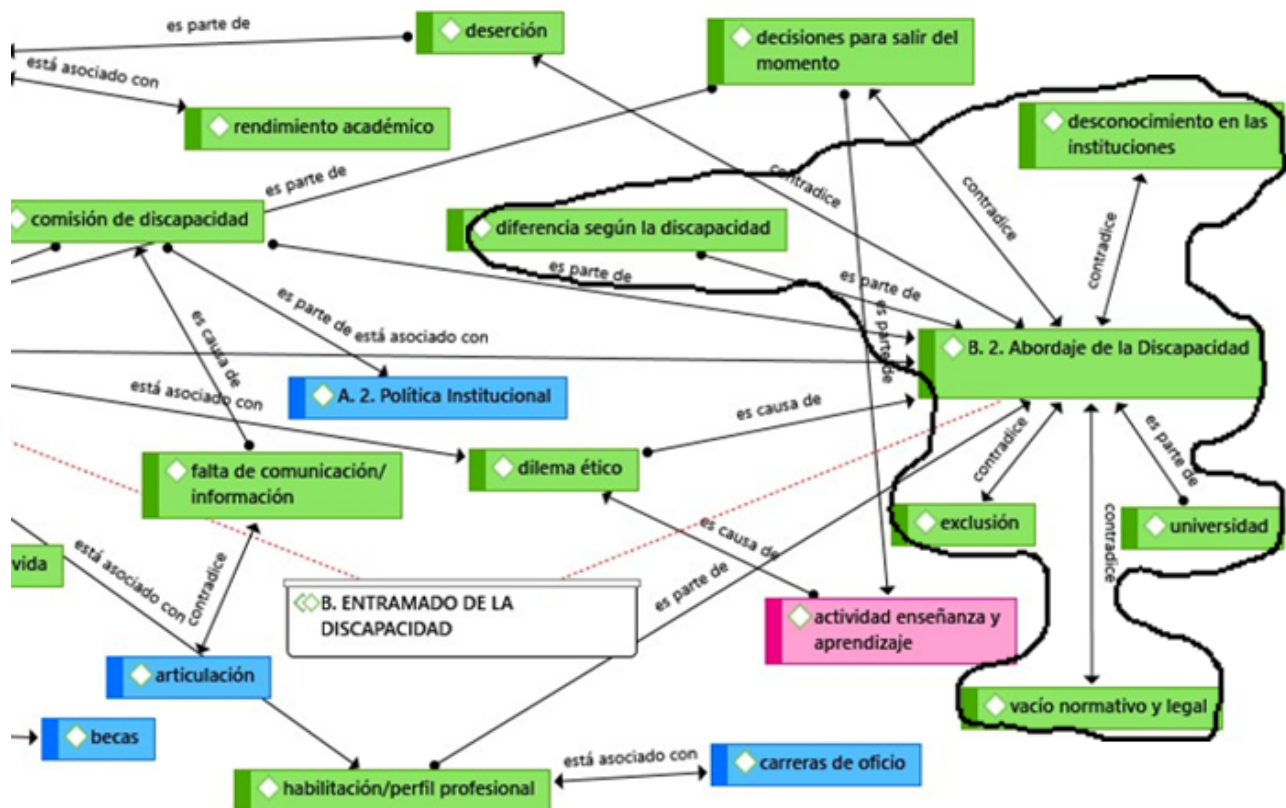 es parte de
deserción
decisiones para salir del
momento
está asociado con
rendimiento académico
desconocimiento en las
instituciones
es parte de
contradice
contradice
comisión de discapacidad
diferencia según la discapacidad
contradice
es parte de
es parte de
es parte de
está asociado con
es parte de
B. 2. Abordaje de la Discapacidad
es causa de
A. 2. Política Institucional
está asociado con
es causa de
falta de comunicación/
información
dilema ético
contradice
es parte de
exclusión
universidad
es causa de
contradice
vida
está asociado con
contradice
es parte de
B. ENTRAMADO DE LA
DISCAPACIDAD
actividad enseñanza y
aprendizaje
articulación
vacío normativo y legal
becas
está asociado con
carreras de oficio
habilitación/perfil profesional